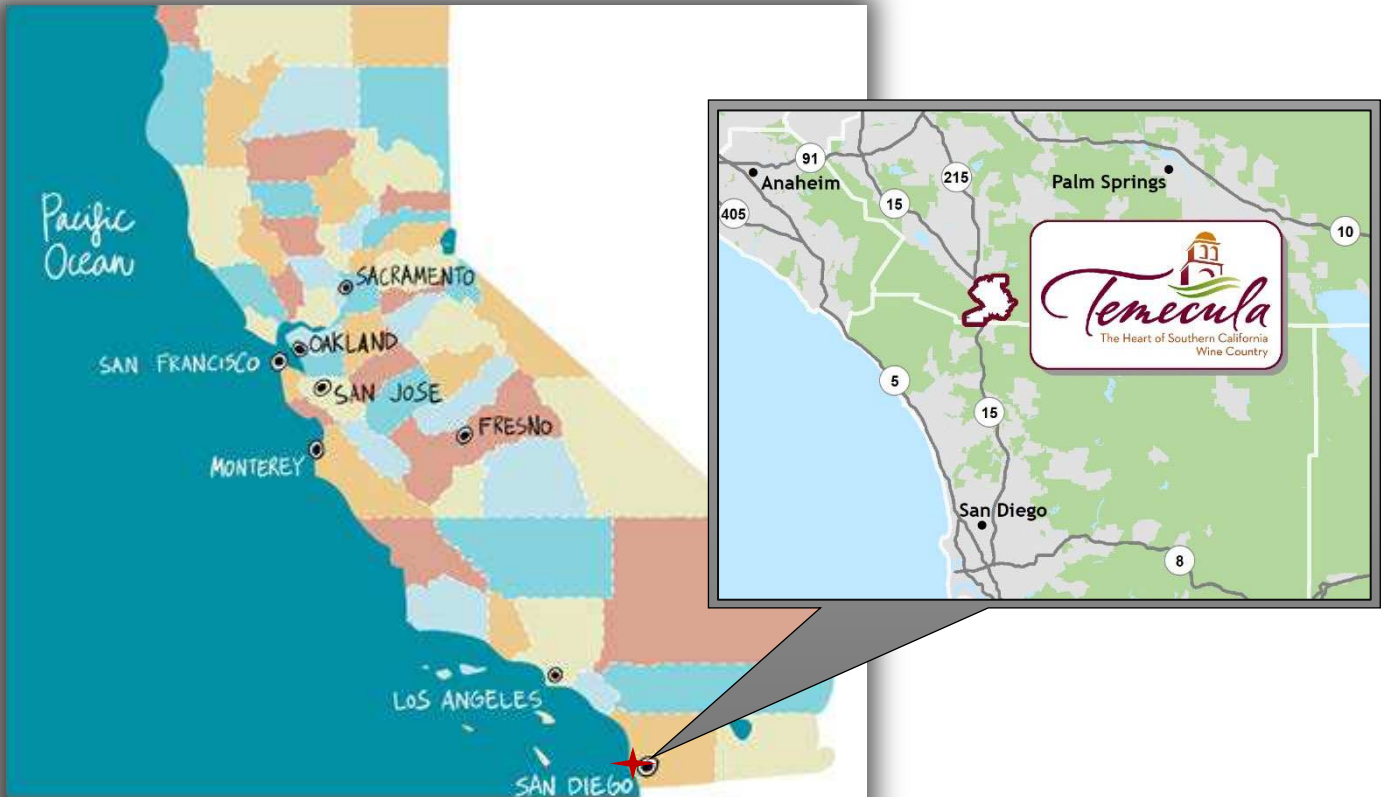 Pacific
Ocean
SACRAMENTO
OAKLAND
SAN FRANCISCO
SAN JOSE
FRESNO
MONTEREY
LOS ANGELES
SAN DIEGO
91
Anaheim
215
Palm Springs
15
405
10
Temecula
The Heart of Southern California
Wine Country
5
15
San Diego
8